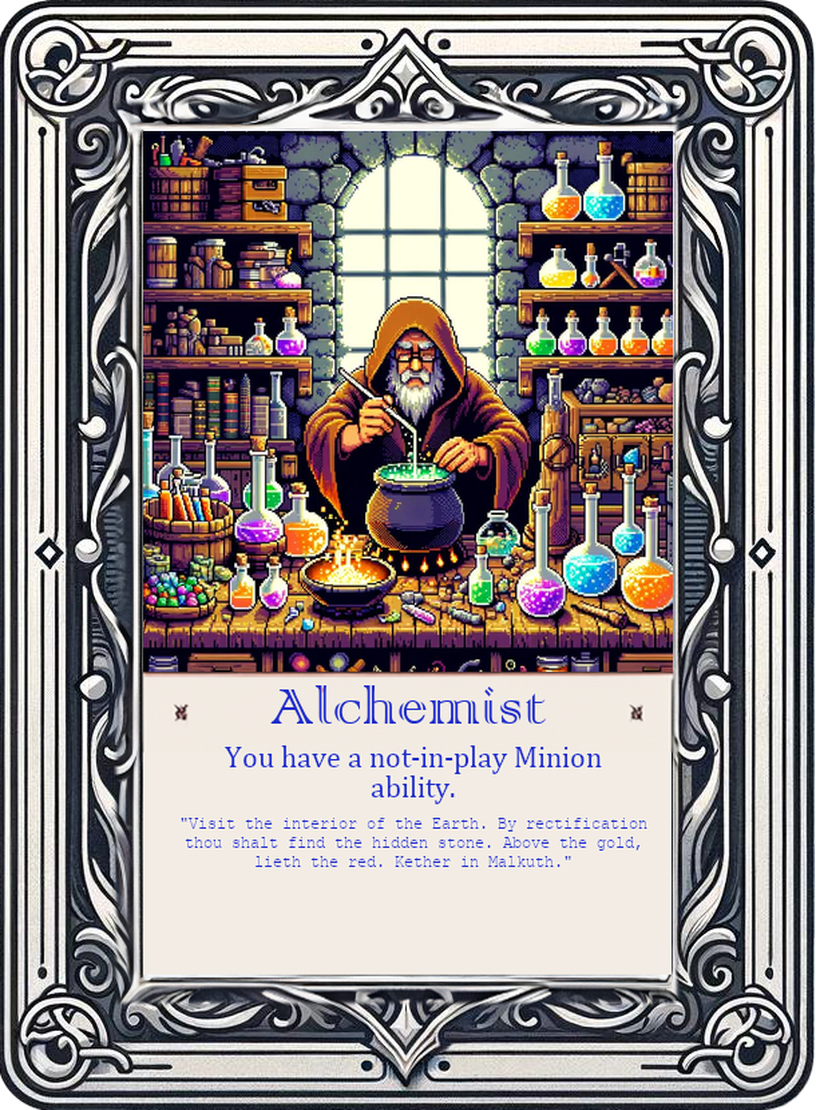 Alchemist
You have a not-in-play Minion
ability.
"Visit the interior of the Earth. By rectification
thou shalt find the hidden stone. Above the gold,
lieth the red. Kether in Malkuth."